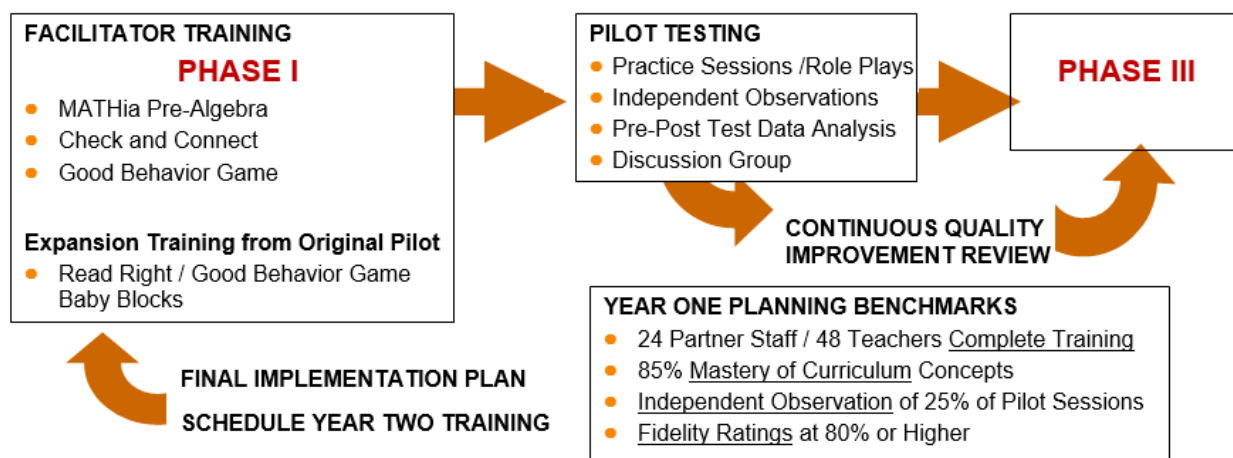 FACILITATOR TRAINING
PHASE I
MATHia Pre-Algebra
Check and Connect
Good Behavior Game
Expansion Training from Original Pilot
Read Right / Good Behavior Game
Baby Blocks
PILOT TESTING
Practice Sessions /Role Plays
Independent Observations
Pre-Post Test Data Analysis
Discussion Group
PHASE III
CONTINUOUS QUALITY
IMPROVEMENT REVIEW
YEAR ONE PLANNING BENCHMARKS
24 Partner Staff / 48 Teachers Complete Training
85% Mastery of Curriculum Concepts
Independent Observation of 25% of Pilot Sessions
Fidelity Ratings at 80% or Higher
FINAL IMPLEMENTATION PLAN
SCHEDULE YEAR TWO TRAINING